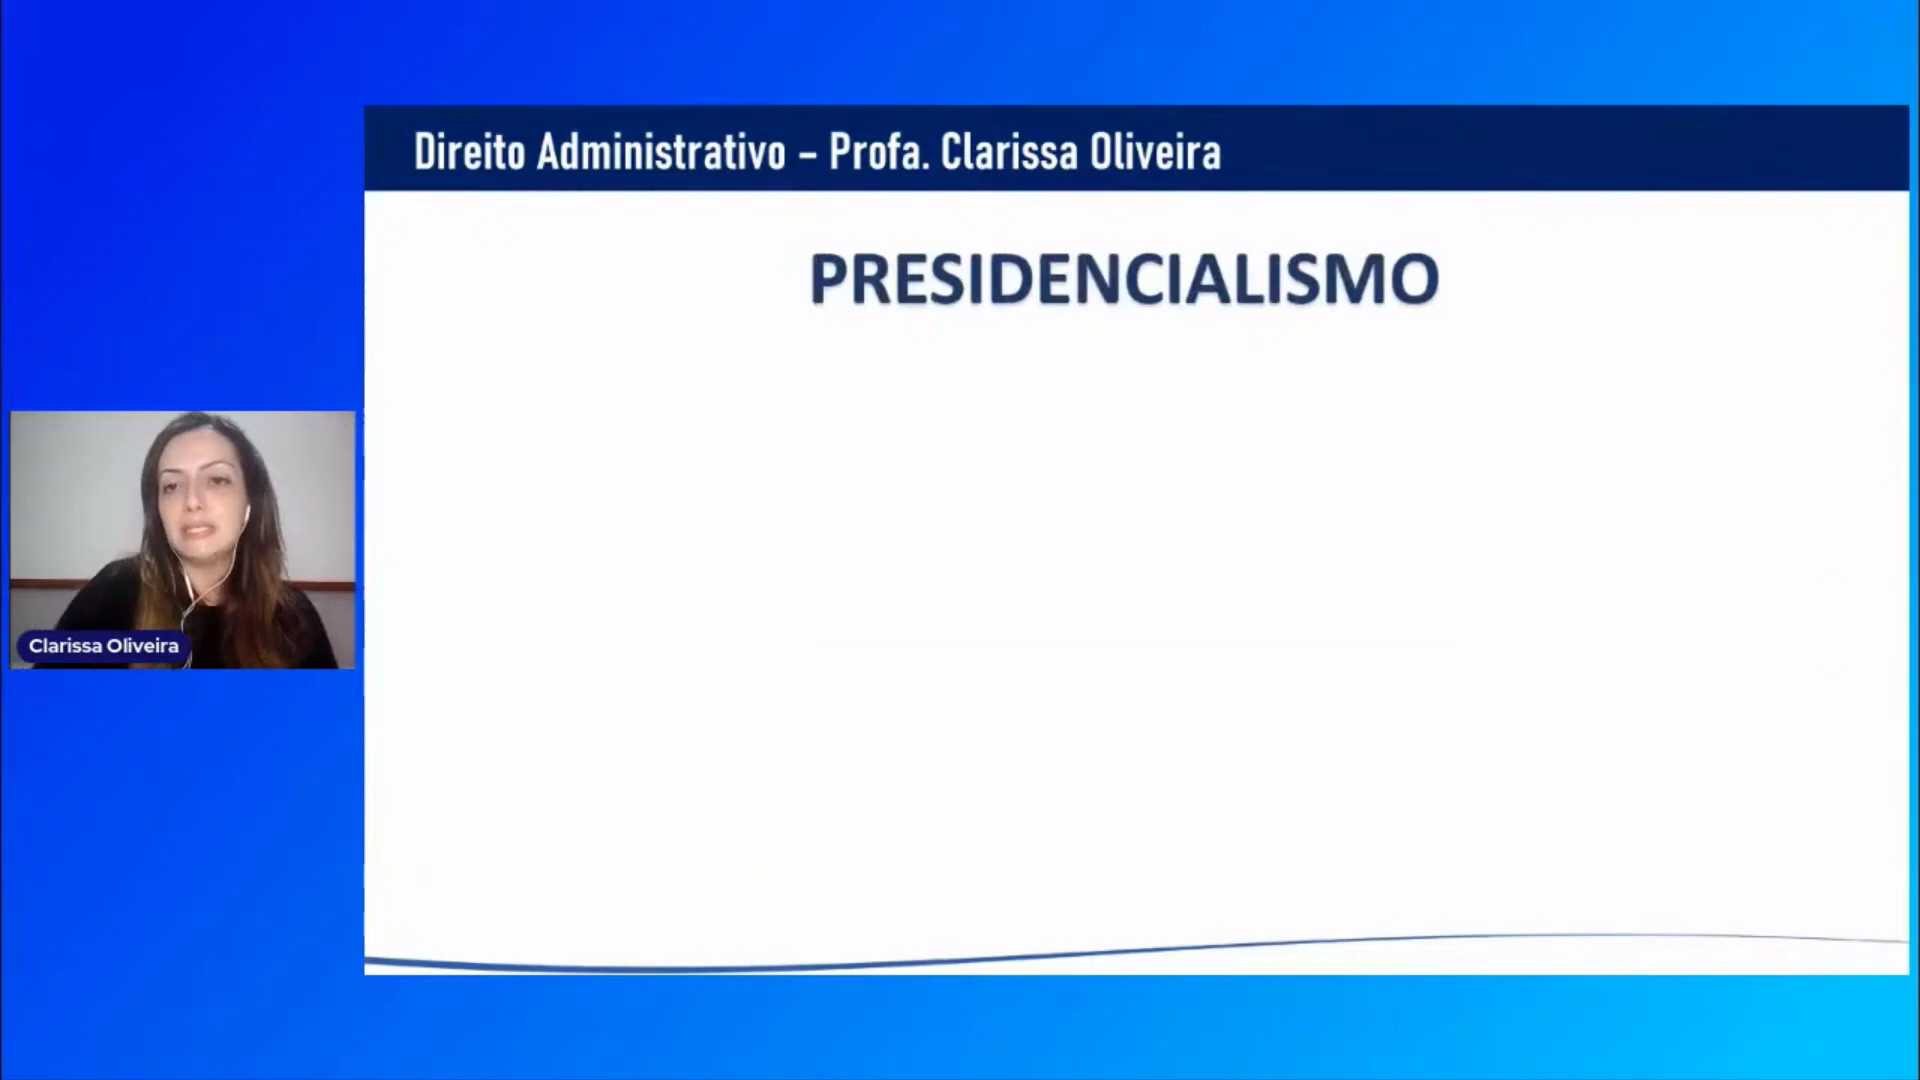 Direito Administrativo – Profa. Clarissa Oliveira
PRESIDENCIALISMO
Clarissa Oliveira